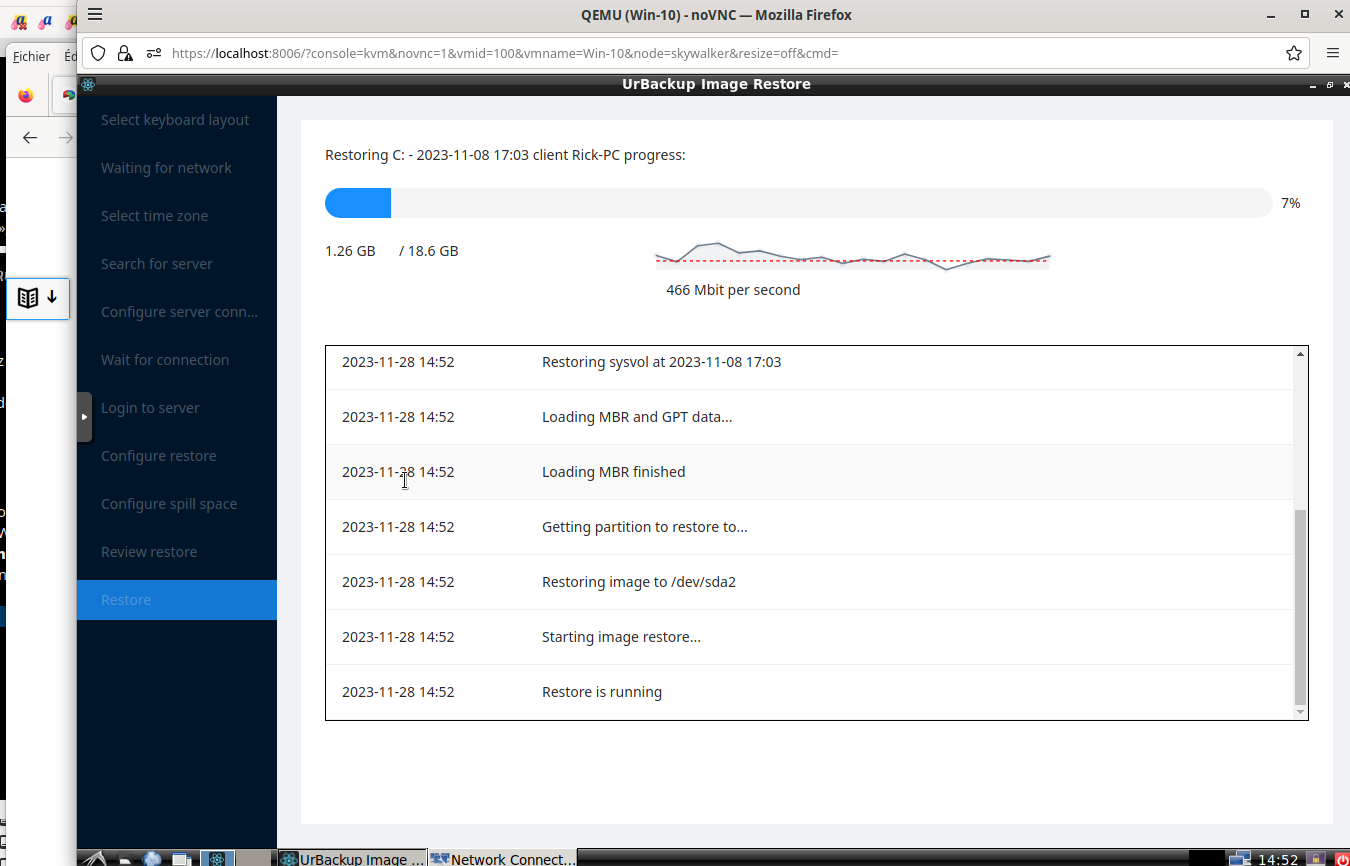 QEMU (Win-10) - noVNC — Mozilla Firefox
Fichier
https://localhost:8006/?console=kvm&novnc=1&vmid=100&vmname=Win-10&node=skywalker&resize=off&cmd=
UrBackup Image Restore
Select keyboard layout
Waiting for network
Select time zone
Search for server
Configure server conn...
Wait for connection
Login to server
Configure restore
Configure spill space
Review restore
Restore
Restoring C: - 2023-11-08 17:03 client Rick-PC progress:
7%
1.26 GB / 18.6 GB
466 Mbit per second
2023-11-28 14:52 Restoring sysvol at 2023-11-08 17:03
2023-11-28 14:52 Loading MBR and GPT data...
2023-11-28 14:52 Loading MBR finished
2023-11-28 14:52 Getting partition to restore to...
2023-11-28 14:52 Restoring image to /dev/sda2
2023-11-28 14:52 Starting image restore...
2023-11-28 14:52 Restore is running
UrBackup Image ...
Network Connect...
14:52